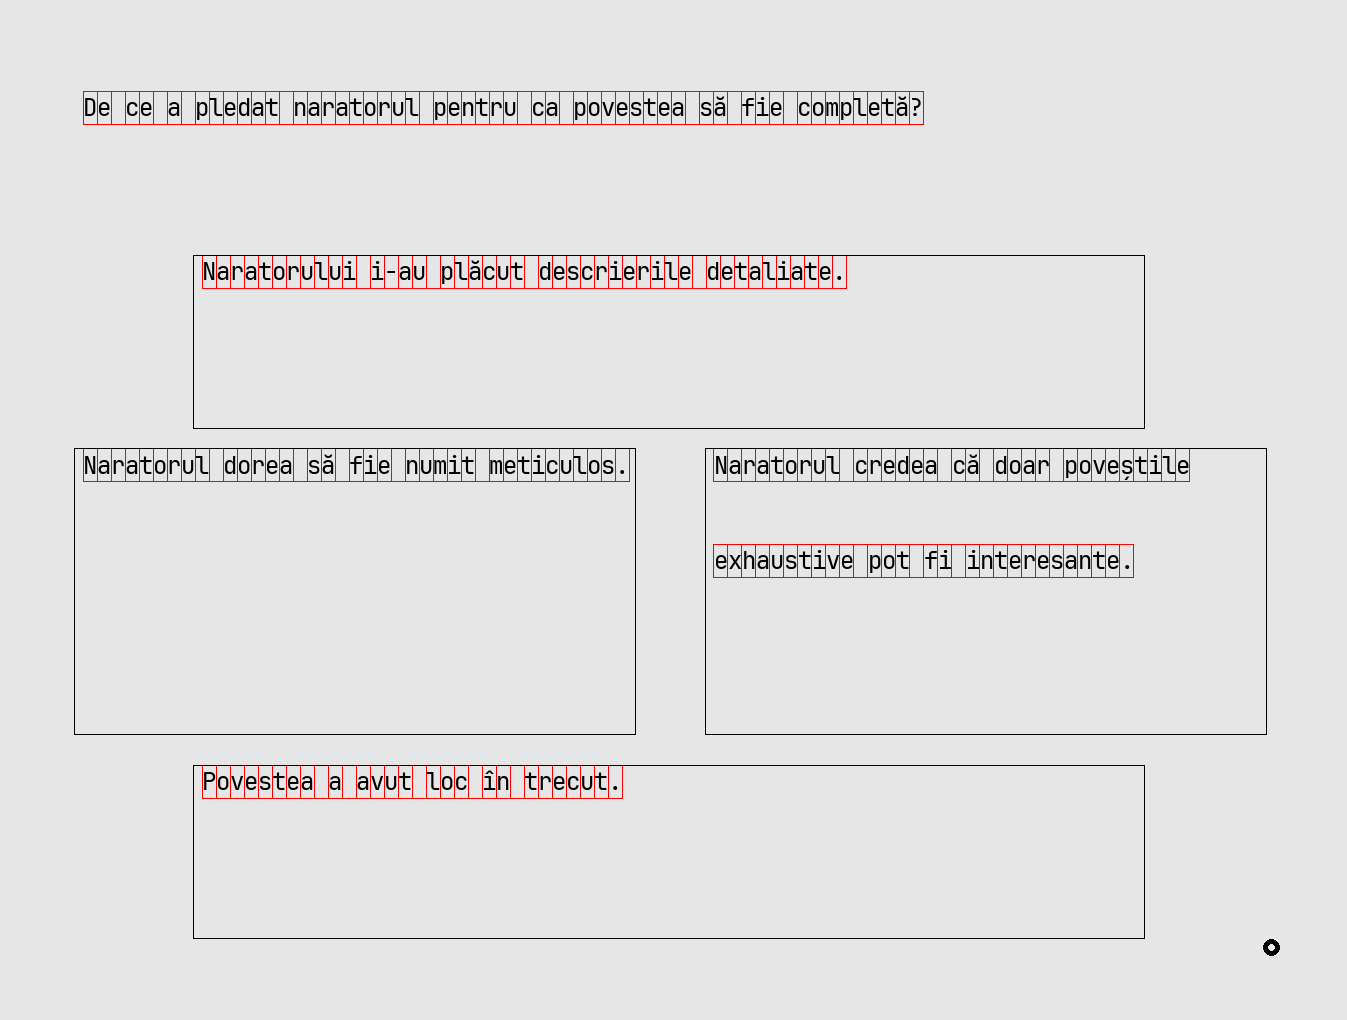 De ce a pledat naratorul pentru ca povestea să fie completă?
Naratorului i-au plăcut descrierile detaliate.
Naratorul dorea să fie numit meticulos.
Naratorul credea că doar poveștile
exhaustive pot fi interesante.
Povestea a avut loc în trecut.